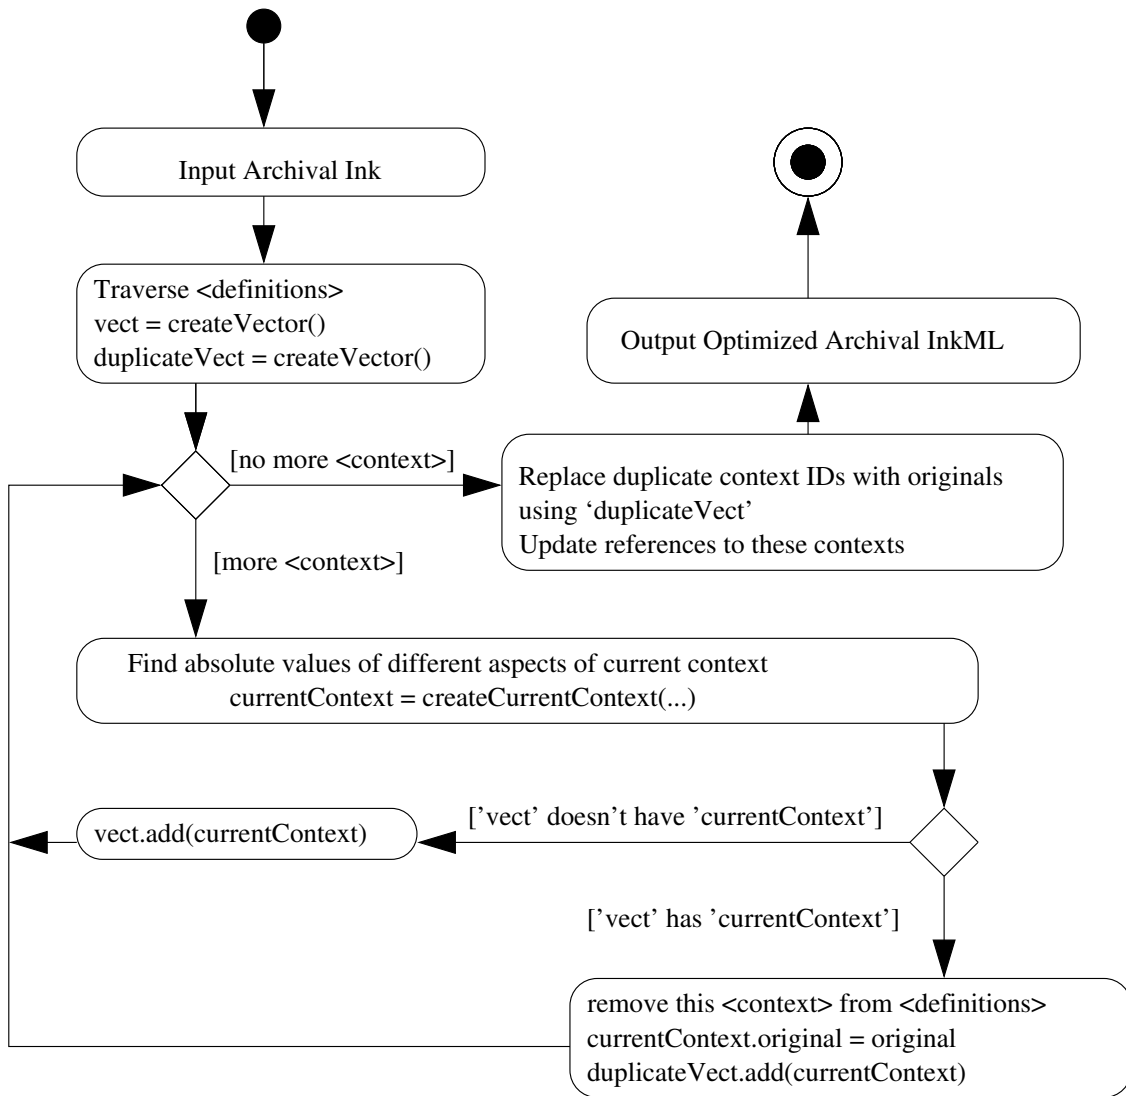 Input Archival Ink
Traverse <definitions>
vect = createVector()
duplicateVect = createVector()
Output Optimized Archival InkML
[no more <context>]
Replace duplicate context IDs with originals
using ‘duplicateVect’
Update references to these contexts
[more <context>]
Find absolute values of different aspects of current context
currentContext = createCurrentContext(...)
['vect' doesn't have 'currentContext']
vect.add(currentContext)
['vect' has 'currentContext']
remove this <context> from <definitions>
currentContext.original = original
duplicateVect.add(currentContext)